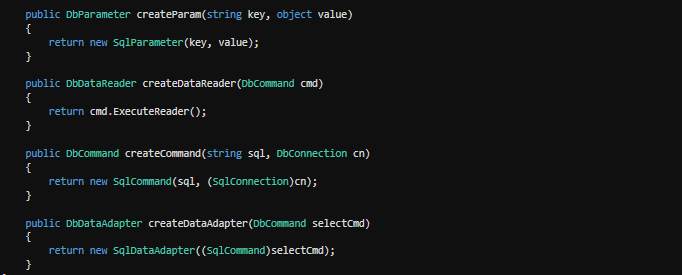 public DbParameter createParam(string key, object value)
{
return new SqlParameter(key, value);
}
public DbDataReader createDataReader(DbCommand cmd)
{
return cmd.ExecuteReader();
}
public DbCommand createCommand(string sql, DbConnection cn)
{
return new SqlCommand(sql, (SqlConnection)cn);
}
public DbDataAdapter createDataAdapter(DbCommand selectCmd)
{
return new SqlDataAdapter((SqlCommand)selectCmd);
}